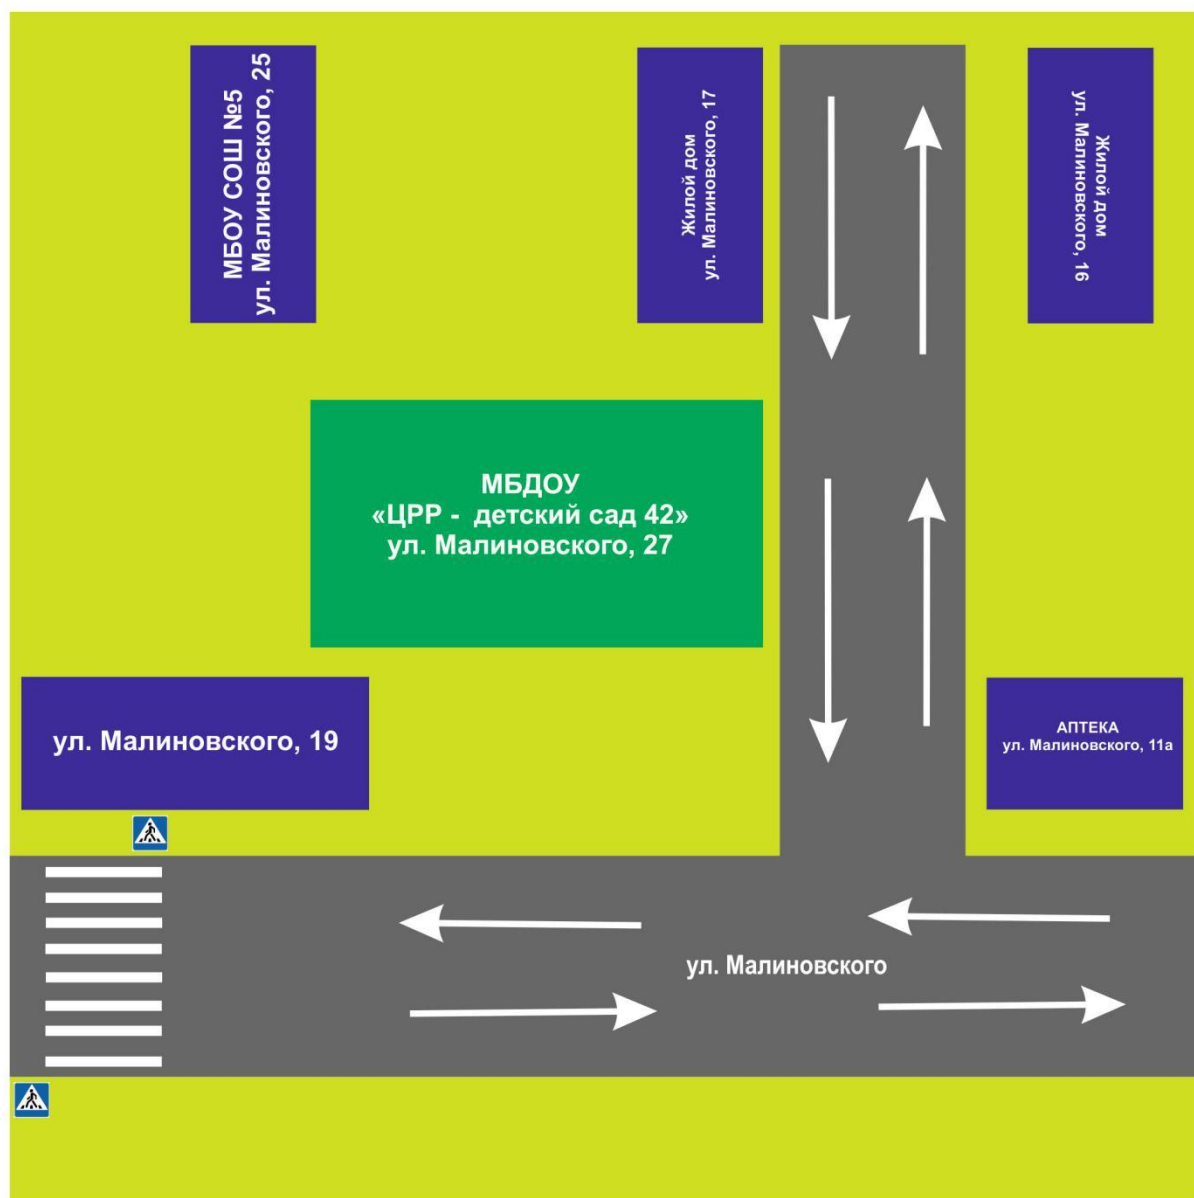 МБОУ СОШ №5
ул. Малиновского, 25
Жилой дом
ул. Малиновского, 17
Жилой дом
ул. Малиновского, 16
МБДОУ
«ЦРР - детский сад 42»
ул. Малиновского, 27
ул. Малиновского, 19
АПТЕКА
ул. Малиновского, 11а
ул. Малиновского